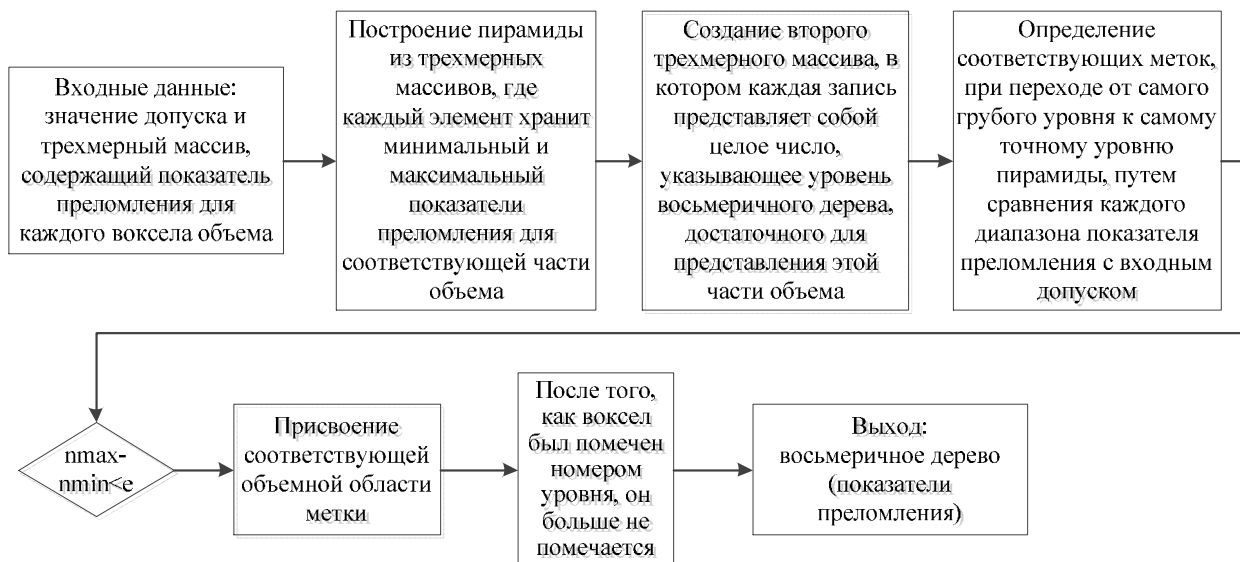 Входные данные:
значение допуска и
трехмерный массив,
содержащий показатель
преломления для
каждого воксела объема
Построение пирамиды
из трехмерных
массивов, где
каждый элемент хранит
минимальный и
максимальный
показатели
преломления для
соответствующей части
объема
Создание второго
трехмерного массива, в
котором каждая запись
представляет собой
целое число,
указывающее уровень
восьмеричного дерева,
достаточного для
представления этой
части объема
Определение
соответствующих меток,
при переходе от самого
грубого уровня к самому
точному уровню
пирамиды, путем
сравнения каждого
диапазона показателя
преломления с входным
допуском
nmax-
nmin<e
Присвоение
соответствующей
объемной области
метки
После того,
как воксел
был помечен
номером
уровня, он
больше не
помечается
Выход:
восьмеричное дерево
(показатели
преломления)